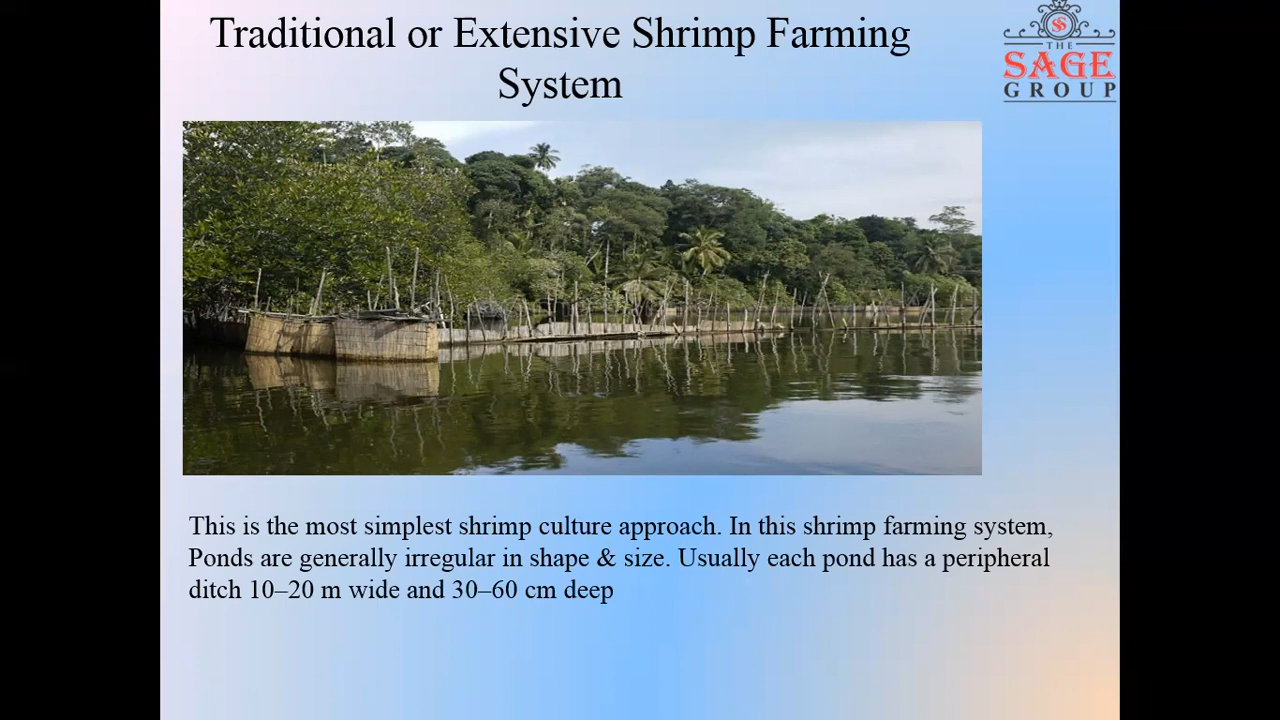 Traditional or Extensive Shrimp Farming
System
SS
THE
SAGE
GROUP
This is the most simplest shrimp culture approach. In this shrimp farming system,
Ponds are generally irregular in shape & size. Usually each pond has a peripheral
ditch 10–20 m wide and 30–60 cm deep